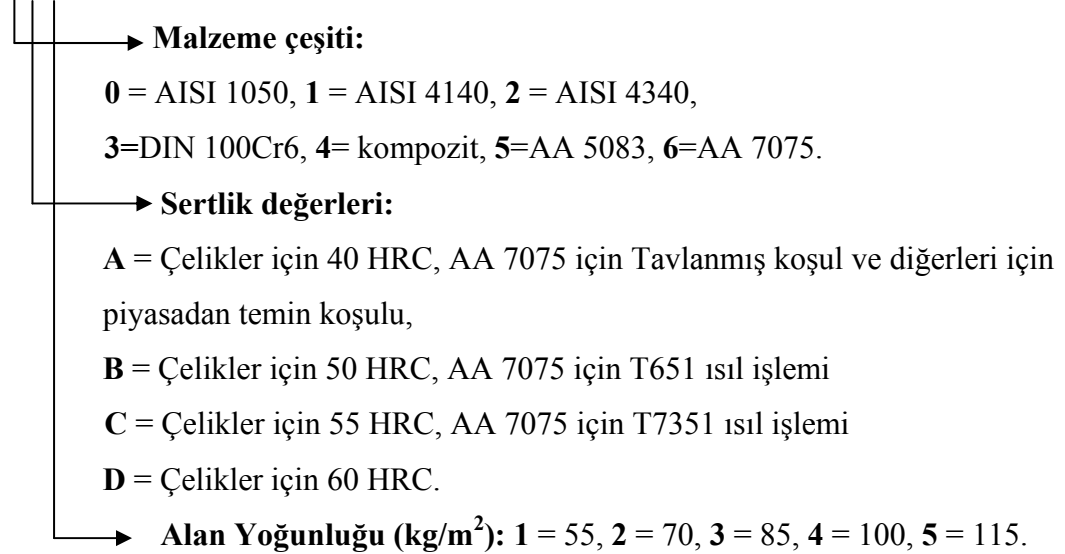 Malzeme çeşiti:
0 = AISI 1050, 1 = AISI 4140, 2 = AISI 4340,
3=DIN 100Cr6, 4= kompozit, 5=AA 5083, 6=AA 7075.
Sertlik değerleri:
A = Çelikler için 40 HRC, AA 7075 için Tavlanmış koşul ve diğerleri için
piyasadan temin koşulu,
B = Çelikler için 50 HRC, AA 7075 için T651 ısıl işlemi
C = Çelikler için 55 HRC, AA 7075 için T7351 ısıl işlemi
D = Çelikler için 60 HRC.
Alan Yoğunluğu (kg/m²): 1 = 55, 2 = 70, 3 = 85, 4 = 100, 5 = 115.